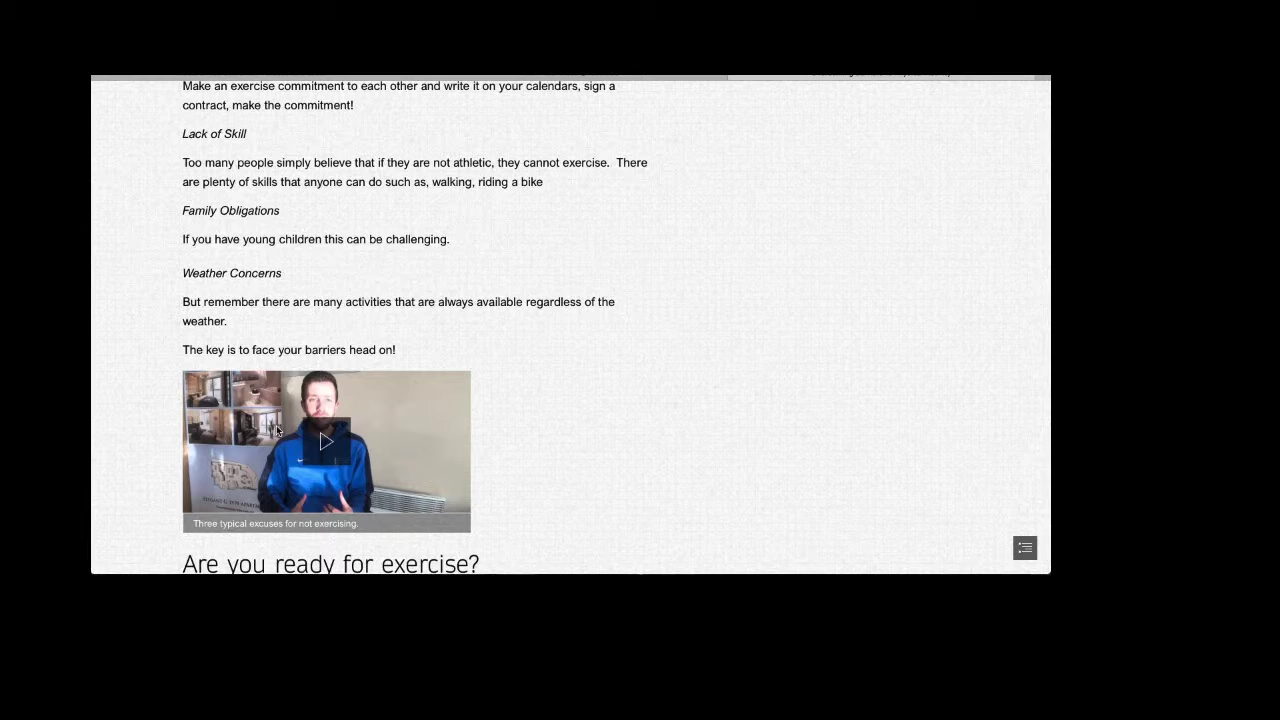 Make an exercise commitment to each other and write it on your calendars, sign a
contract, make the commitment!
Lack of Skill
Too many people simply believe that if they are not athletic, they cannot exercise.  There
are plenty of skills that anyone can do such as, walking, riding a bike
Family Obligations
If you have young children this can be challenging.
Weather Concerns
But remember there are many activities that are always available regardless of the
weather.
The key is to face your barriers head on!
Three typical excuses for not exercising.
Are you ready for exercise?